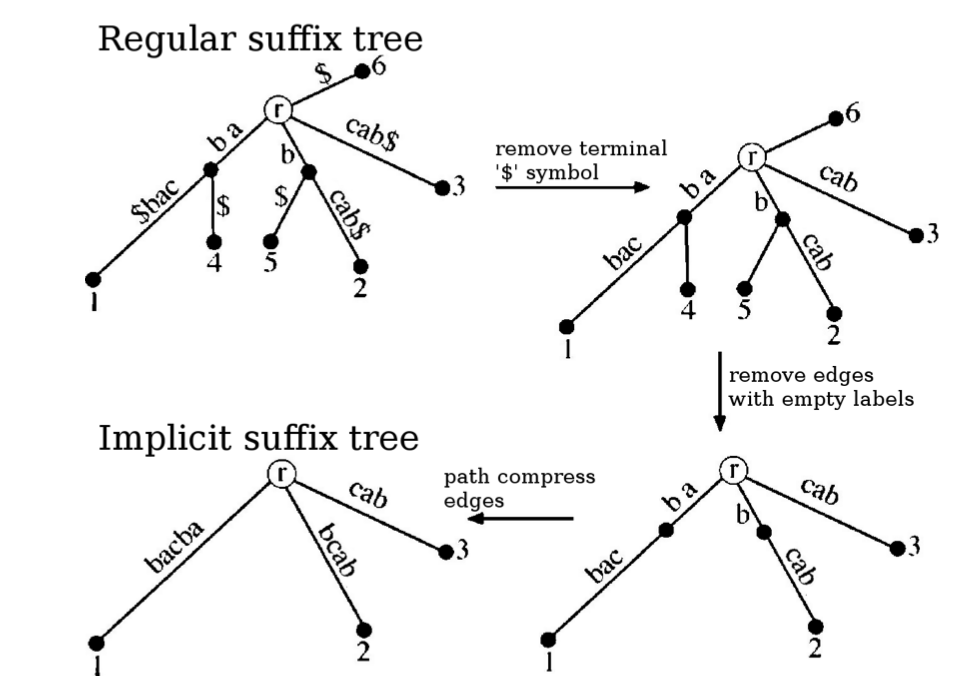 Regular suffix tree
$
6
r
b a
b
cab$
3
$bac
$
$
cab$
1
4
5
2
remove terminal
'$' symbol
6
r
b a
b
cab
3
bac
cab
1
4
5
2
remove edges
with empty labels
Implicit suffix tree
r
cab
3
bacba
bcab
1
2
path compress
edges
r
b a
b
cab
3
bac
cab
1
2